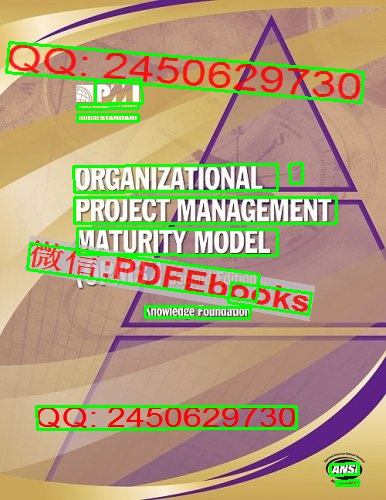 QQ: 2450629730
PMI
ORGANIZATIONAL
PROJECT MANAGEMENT
MATURITY MODEL
微信:PDFEbooks
Knowledge Foundation
QQ: 2450629730
ANSI